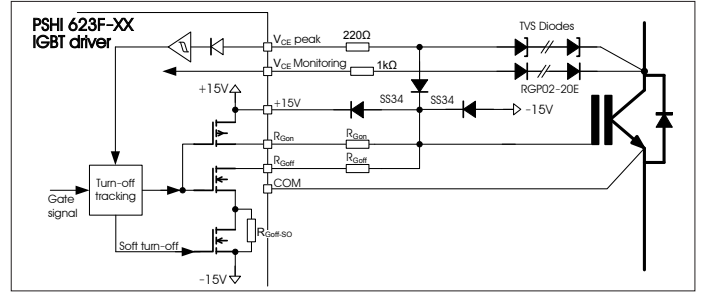 PSHI 623F-XX
IGBT driver
VCE peak
220Ω
TVS Diodes
VCE Monitoring
1kΩ
RGP02-20E
+15V
+15V
SS34
SS34
-15V
RGon
RGon
RGoff
RGoff
COM
Turn-off
tracking
Gate
signal
RGoff-SO
Soft turn-off
-15V